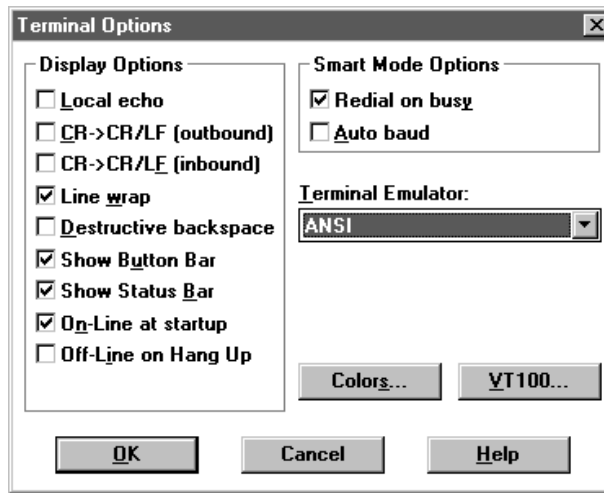 Terminal Options
Display Options
Local echo
CR->CR/LF (outbound)
CR->CR/LF (inbound)
Line wrap
Destructive backspace
Show Button Bar
Show Status Bar
On-Line at startup
Off-Line on Hang Up
Smart Mode Options
Redial on busy
Auto baud
Terminal Emulator:
ANSI
Colors...
VT100...
OK
Cancel
Help